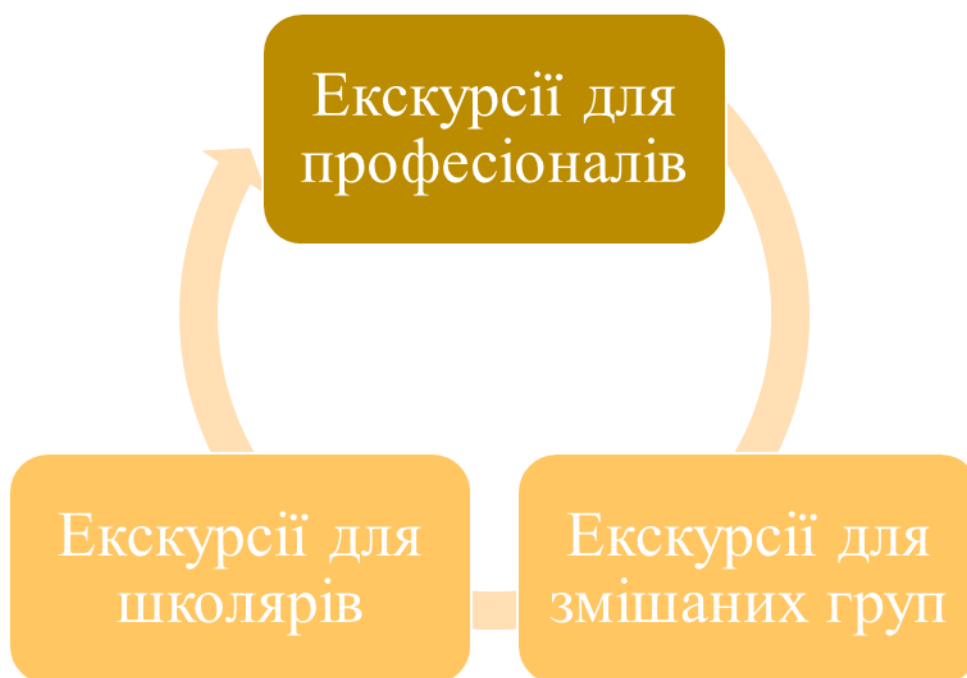 Екскурсії для
професіоналів
Екскурсії для
школярів
Екскурсії для
змішаних груп